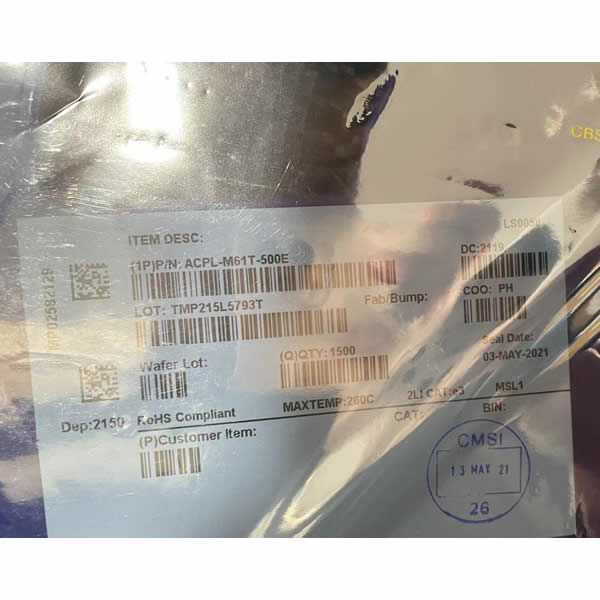 CBS
ITEM DESC:
(1P)P/N: ACPL-M61T-500E
DC:2119
LOT: TMP215L5793T
Fab/Bump:
COO: PH
Wafer Lot:
(Q)QTY:1500
Seal Date:
03-MAY-2021
Dep:2150
RoHS Compliant
MAXTEMP:260C
2LI CAT:e3
MSL1
(P)Customer Item:
CAT:
BIN:
MP02582129
CMSI
13 MAY 21
26